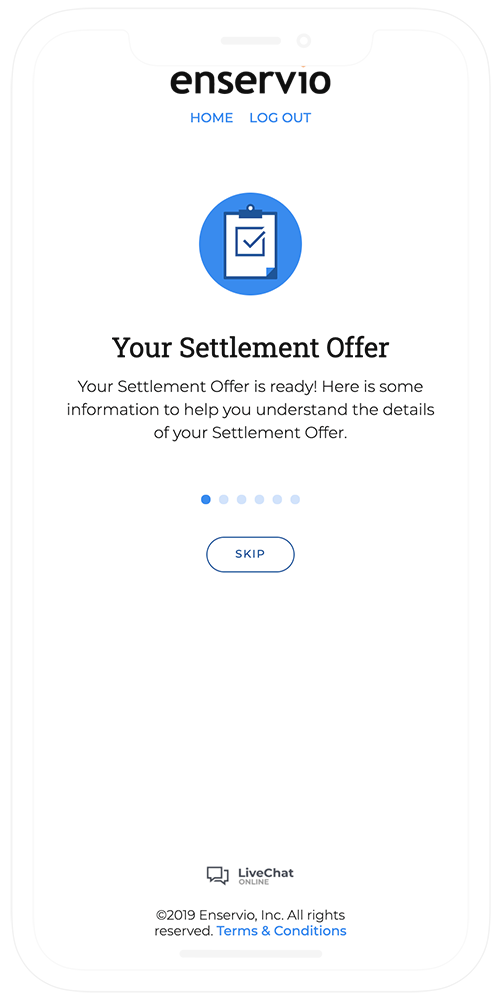 enservio
HOME LOG OUT
Your Settlement Offer
Your Settlement Offer is ready! Here is some
information to help you understand the details
of your Settlement Offer.
SKIP
LiveChat
ONLINE
©2019 Enservio, Inc. All rights
reserved. Terms & Conditions